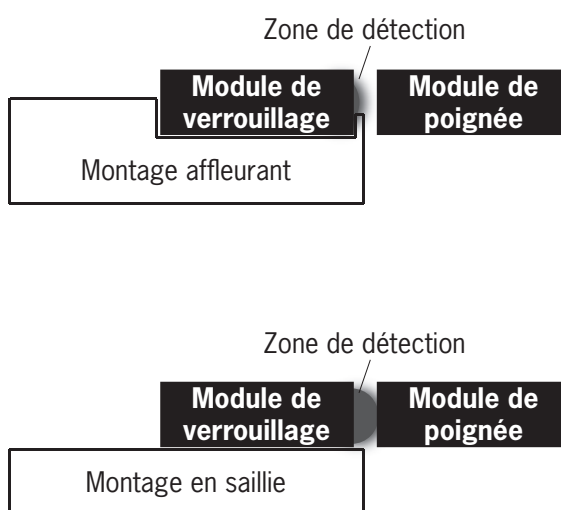 Zone de détection
Module de
verrouillage
Module de
poignée
Montage affleurant
Zone de détection
Module de
verrouillage
Module de
poignée
Montage en saillie